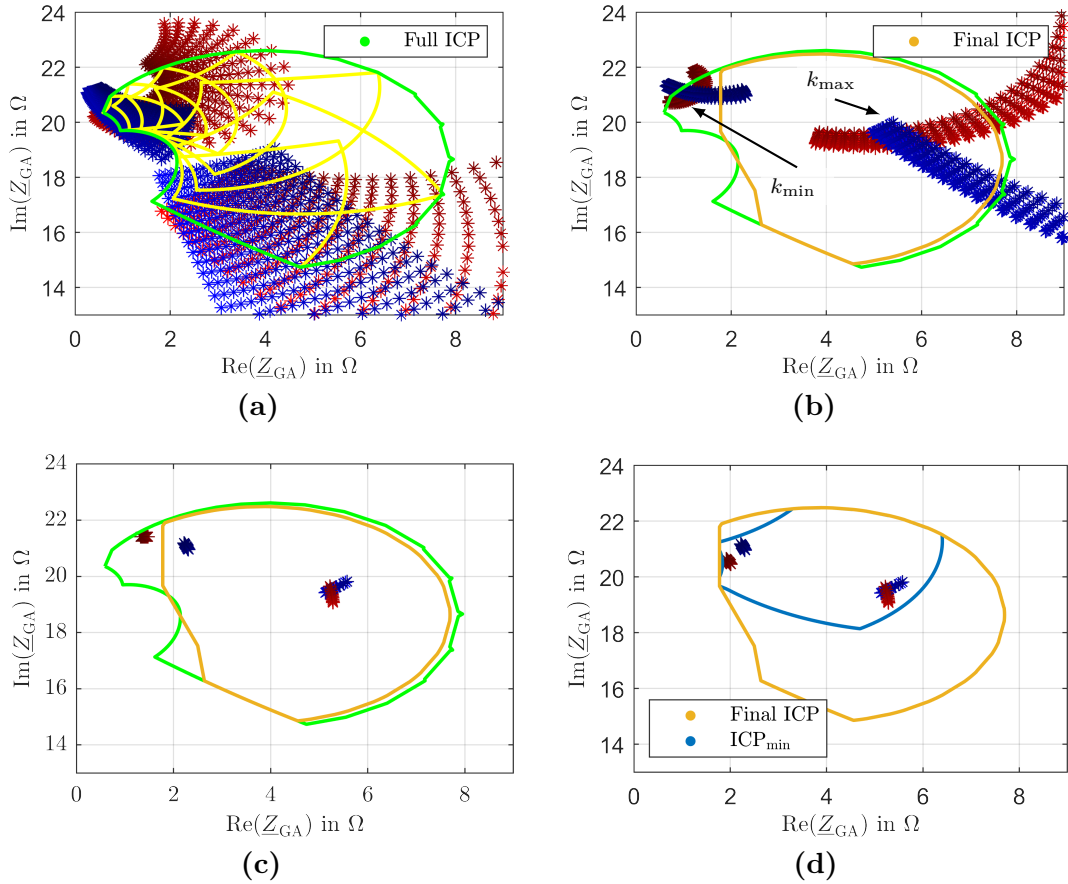 24
22
20
18
16
14
Im(Z_GA) in Ω
0 2 4 6 8
Re(Z_GA) in Ω
Full ICP
(a)
24
22
20
18
16
14
Im(Z_GA) in Ω
0 2 4 6 8
Re(Z_GA) in Ω
Final ICP
k_max
k_min
(b)
24
22
20
18
16
14
Im(Z_GA) in Ω
0 2 4 6 8
Re(Z_GA) in Ω
(c)
24
22
20
18
16
14
Im(Z_GA) in Ω
0 2 4 6 8
Re(Z_GA) in Ω
Final ICP
ICP_min
(d)